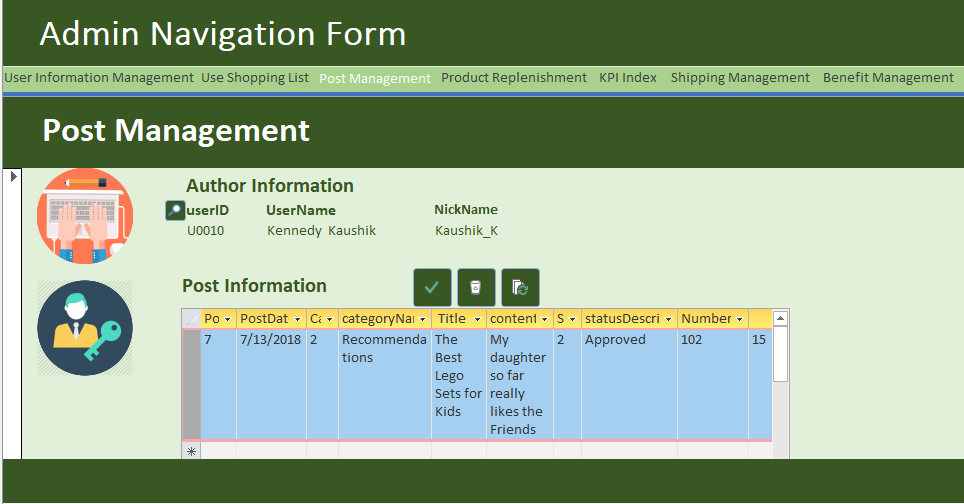 Admin Navigation Form
User Information Management Use Shopping List Post Management Product Replenishment KPI Index Shipping Management Benefit Management
Post Management
Author Information
userID UserName NickName
U0010 Kennedy Kaushik Kaushik_K
Post Information
Po PostDat Ca categoryNa Title content S statusDescri Number
7 7/13/2018 2 Recommenda The My 2 Approved 102 15
tions Best daughter
Lego so far
Sets for really
Kids likes the
Friends